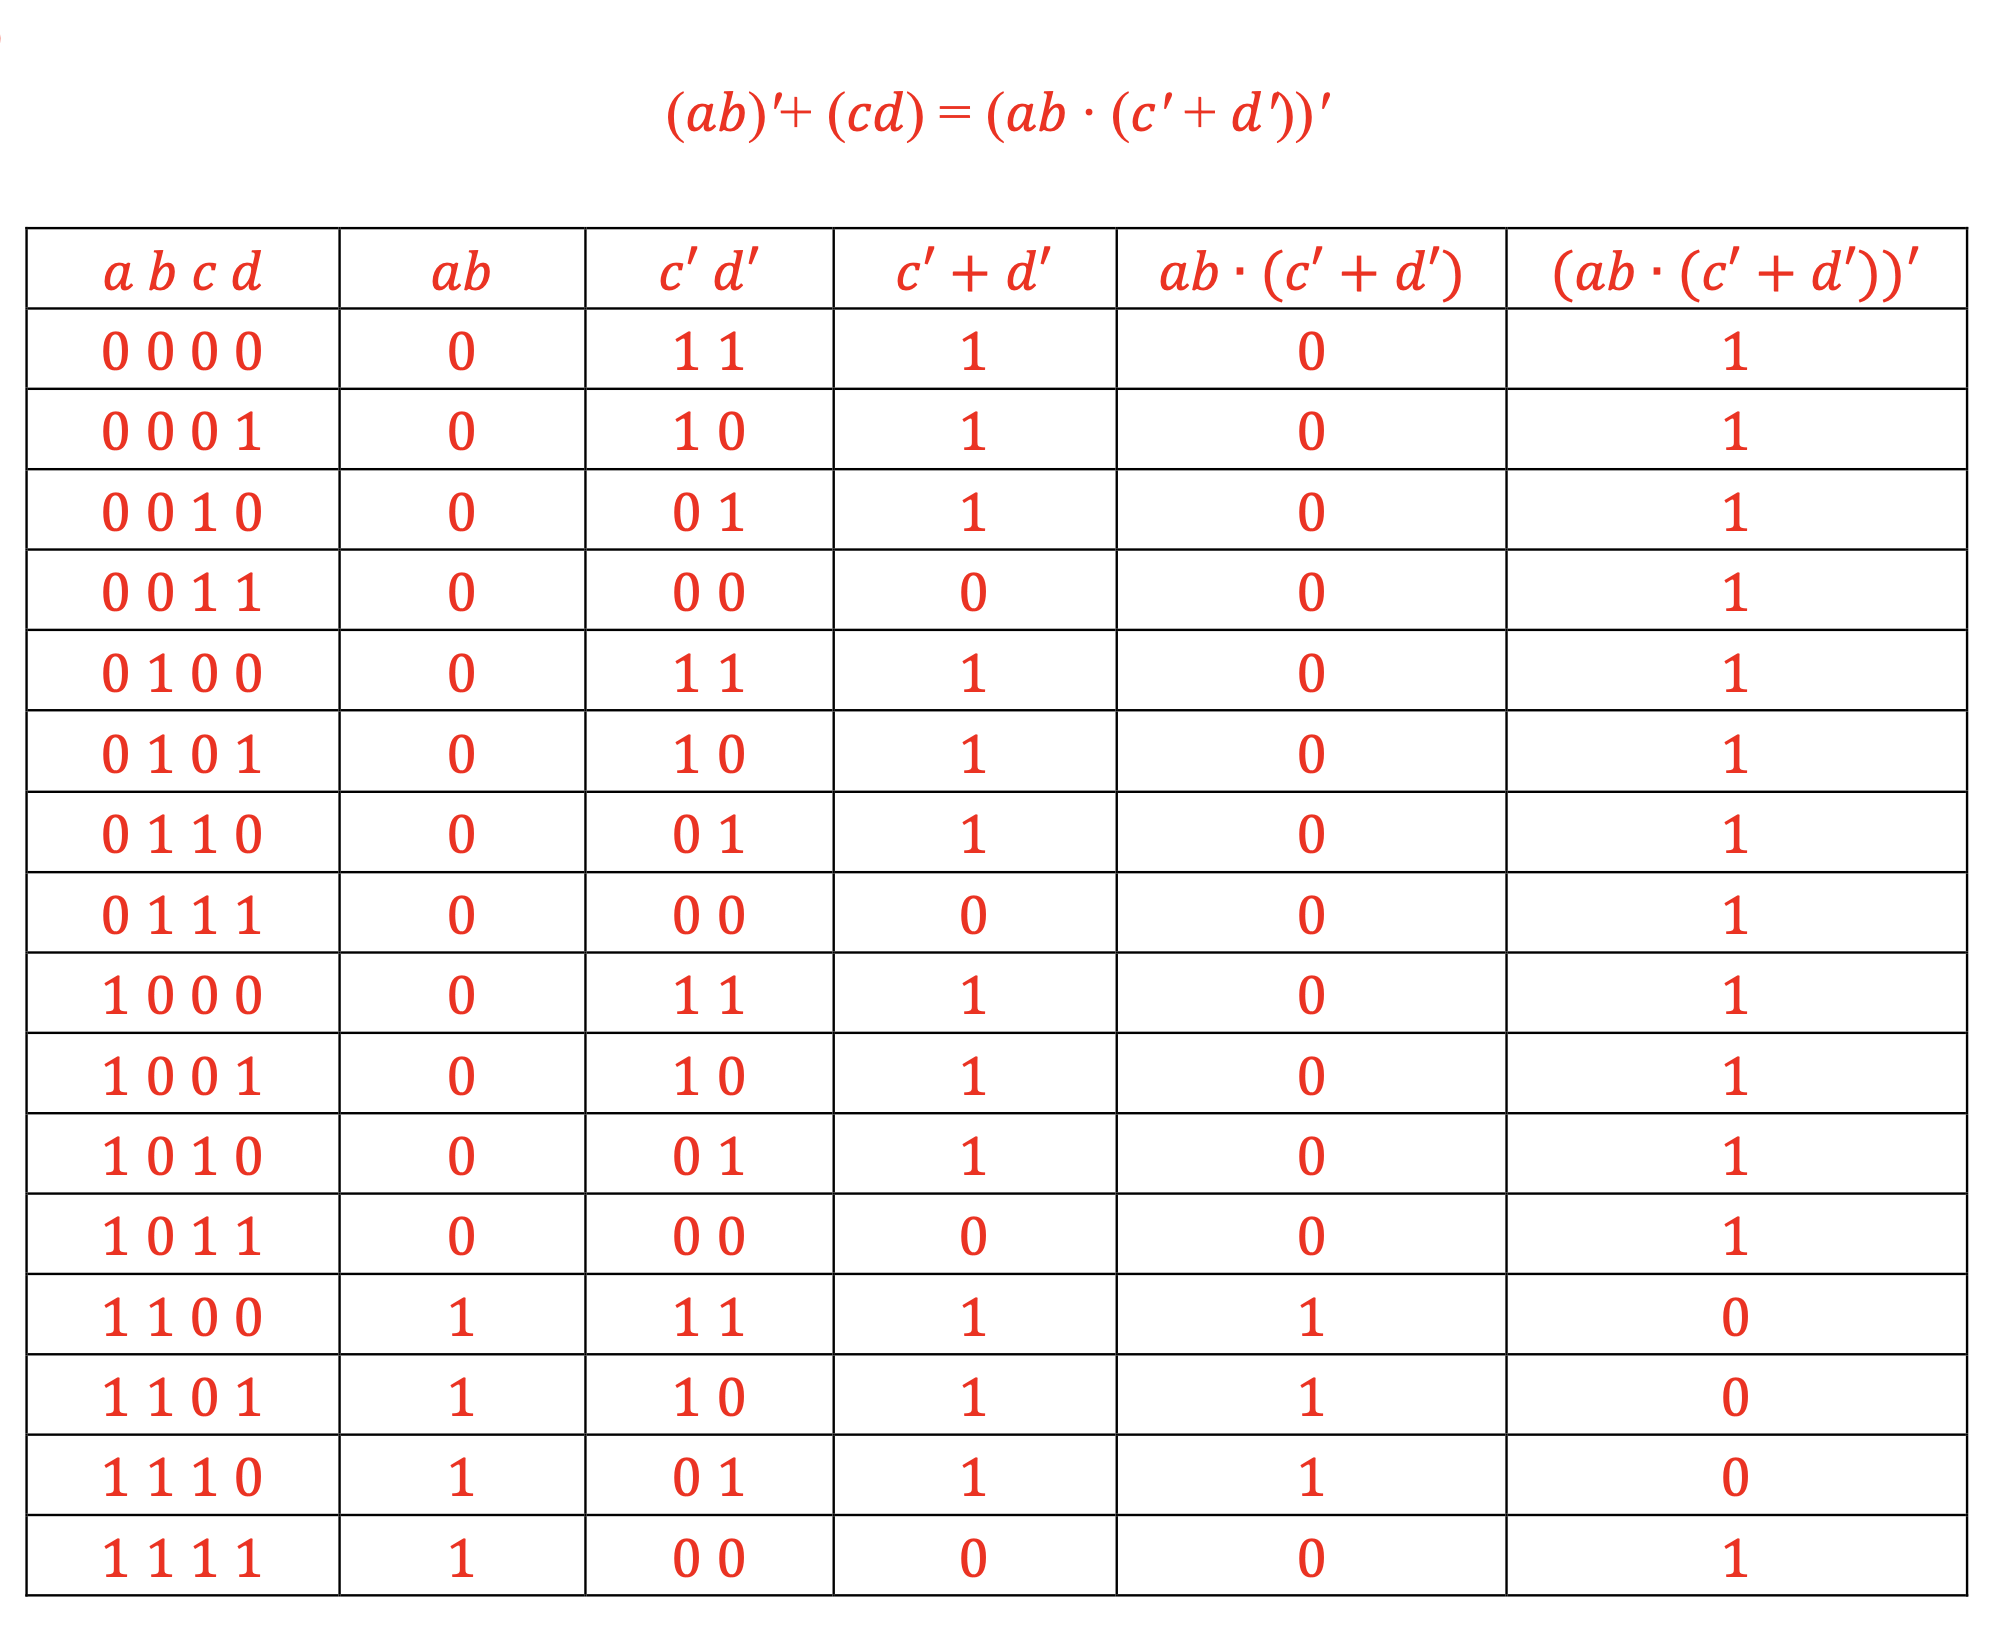 (ab)′+ (cd) = (ab · (c′ + d′))′
a b c d ab c′ d′ c′ + d′ ab · (c′ + d′) (ab · (c′ + d′))′
0 0 0 0 0 1 1 1 0 1
0 0 0 1 0 1 0 1 0 1
0 0 1 0 0 0 1 1 0 1
0 0 1 1 0 0 0 0 0 1
0 1 0 0 0 1 1 1 0 1
0 1 0 1 0 1 0 1 0 1
0 1 1 0 0 0 1 1 0 1
0 1 1 1 0 0 0 0 0 1
1 0 0 0 0 1 1 1 0 1
1 0 0 1 0 1 0 1 0 1
1 0 1 0 0 0 1 1 0 1
1 0 1 1 0 0 0 0 0 1
1 1 0 0 1 1 1 1 1 0
1 1 0 1 1 1 0 1 1 0
1 1 1 0 1 0 1 1 1 0
1 1 1 1 1 0 0 0 0 1